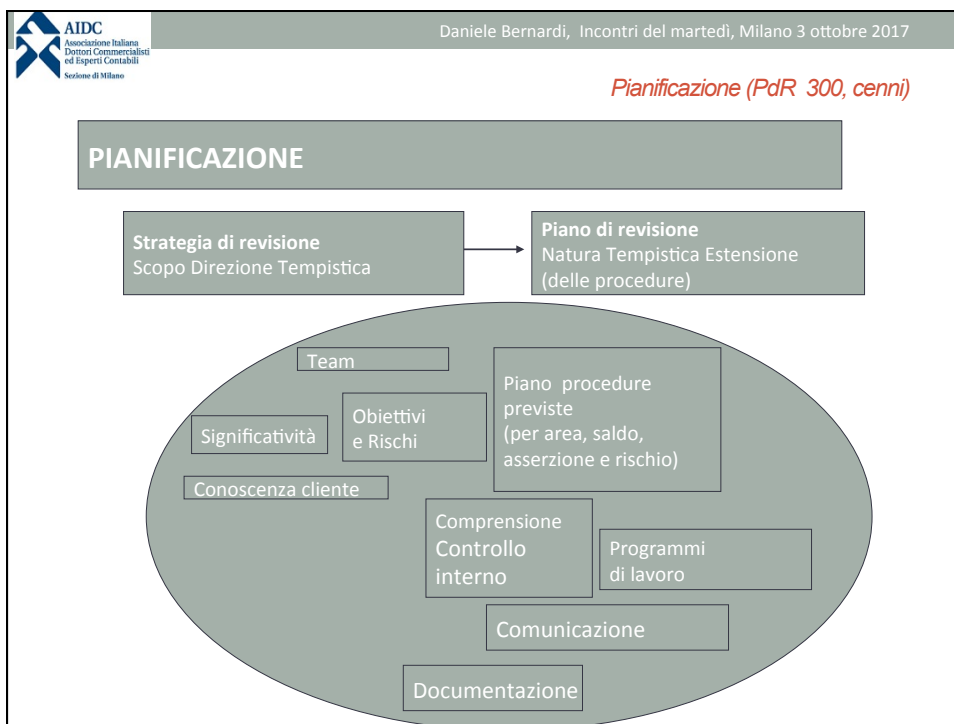 AIDC
Associazione Italiana
Dottori Commercialisti
ed Esperti Contabili
Sezione di Milano
Daniele Bernardi, Incontri del martedì, Milano 3 ottobre 2017
Pianificazione (PdR 300, cenni)
PIANIFICAZIONE
Strategia di revisione
Scopo Direzione Tempistica
Piano di revisione
Natura Tempistica Estensione
(delle procedure)
Team
Piano procedure
previste
(per area, saldo,
asserzione e rischio)
Obiettivi
e Rischi
Significatività
Conoscenza cliente
Comprensione
Controllo
interno
Programmi
di lavoro
Comunicazione
Documentazione